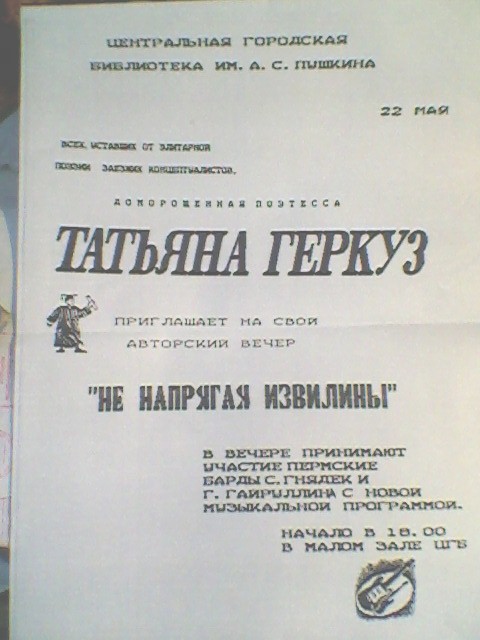 ЦЕНТРАЛЬНАЯ ГОРОДСКАЯ
БИБЛИОТЕКА ИМ. А. С. ПУШКИНА
22 МАЯ
ВСЕХ, УСТАВШИХ ОТ ЭЛИТАРНОЙ
ПОЭЗИИ ЗАЕЗЖИХ КОНЦЕПТУАЛИСТОВ,
ДОМОРОЩЕННАЯ ПОЭТЕССА
ТАТЬЯНА ГЕРКУЗ
ПРИГЛАШАЕТ НА СВОЙ
АВТОРСКИЙ ВЕЧЕР
"НЕ НАПРЯГАЯ ИЗВИЛИНЫ"
В ВЕЧЕРЕ ПРИНИМАЮТ
УЧАСТИЕ ПЕРМСКИЕ
БАРДЫ С. ГНЯДЕК И
Г. ГАЙРУЛЛИНА С НОВОЙ
МУЗЫКАЛЬНОЙ ПРОГРАММОЙ.
НАЧАЛО В 18.00
В МАЛОМ ЗАЛЕ ЦГБ